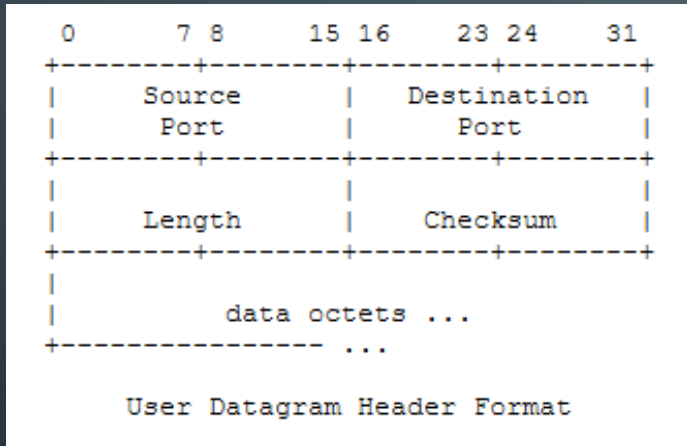 0 7 8 15 16 23 24 31
+--------+--------+--------+--------+
| Source | Destination |
| Port | Port |
+--------+--------+--------+--------+
| | |
| Length | Checksum |
+--------+--------+--------+--------+
|
| data octets ...
+---------------- ...
User Datagram Header Format